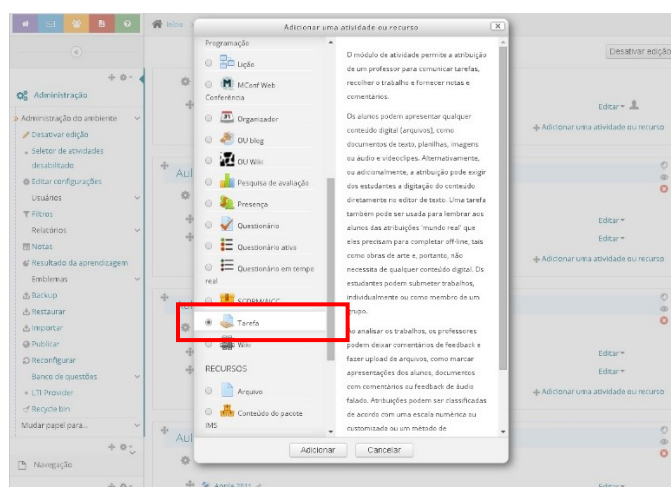 Início
Adicionar uma atividade ou recurso
Desativar edição
Administração
Administração do ambiente
Desativar edição
Seletor de atividades
desabilitado
Editar configurações
Usuários
Filtros
Relatórios
Notas
Resultado da aprendizagem
Emblemas
Backup
Restaurar
Importar
Publicar
Reconfigurar
Banco de questões
LTI Provider
Recycle bin
Mudar papel para...
Navegação
Programação
Lição
MConf Web
Conferência
Organizador
OU blog
OU Wiki
Pesquisa de avaliação
Presença
Questionário
Questionário ativo
Questionário em tempo
real
SCORM/AICC
Tarefa
Wiki
RECURSOS
Arquivo
Conteúdo do pacote
IMS
O módulo de atividade permite a atribuição
de um professor para comunicar tarefas,
recolher o trabalho e fornecer notas e
comentários.
Os alunos podem apresentar qualquer
conteúdo digital (arquivos), como
documentos de texto, planilhas, imagens
ou áudio e videoclipes. Alternativamente,
ou adicionalmente, a atribuição pode exigir
dos estudantes a digitação do conteúdo
diretamente no editor de texto. Uma tarefa
também pode ser usada para lembrar aos
alunos das atribuições 'mundo real' que
eles precisam para completar off-line, tais
como obras de arte e, portanto, não
necessita de qualquer conteúdo digital. Os
estudantes podem submeter trabalhos,
individualmente ou como membro de um
grupo.
Ao analisar os trabalhos, os professores
podem deixar comentários de feedback e
fazer upload de arquivos, como marcar
apresentações dos alunos, documentos
com comentários ou feedback de áudio
falado. Atribuições podem ser classificadas
de acordo com uma escala numérica ou
customizada ou um método de
Adicionar
Cancelar
Editar
Adicionar uma atividade ou recurso
Aul
Editar
Editar
Adicionar uma atividade ou recurso
Aul
Editar
Editar
Adicionar uma atividade ou recurso
Aul
Editar